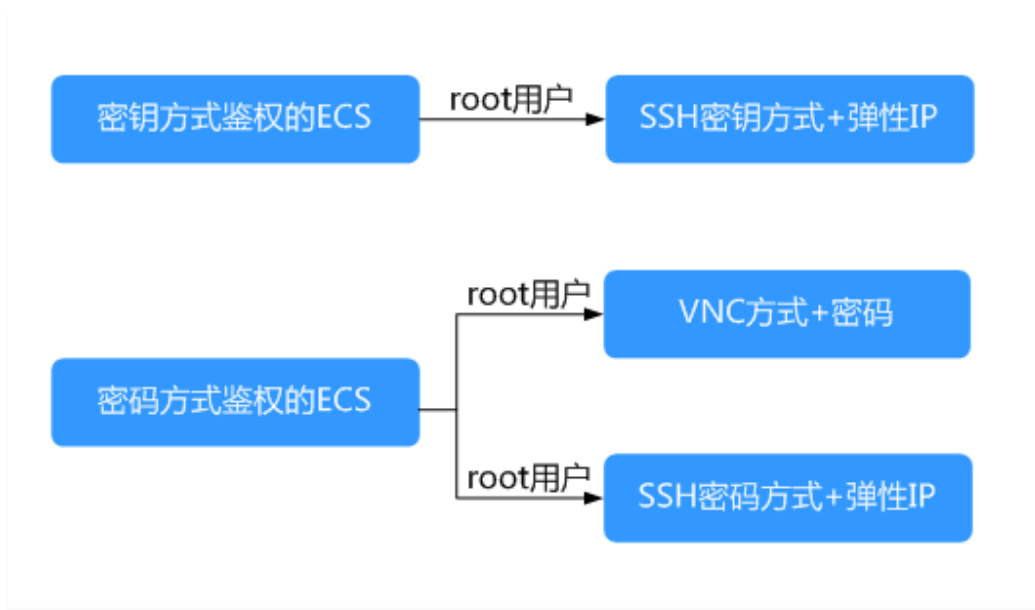 密钥方式鉴权的ECS
root用户
SSH密钥方式+弹性IP
root用户
VNC方式+密码
密码方式鉴权的ECS
root用户
SSH密码方式+弹性IP